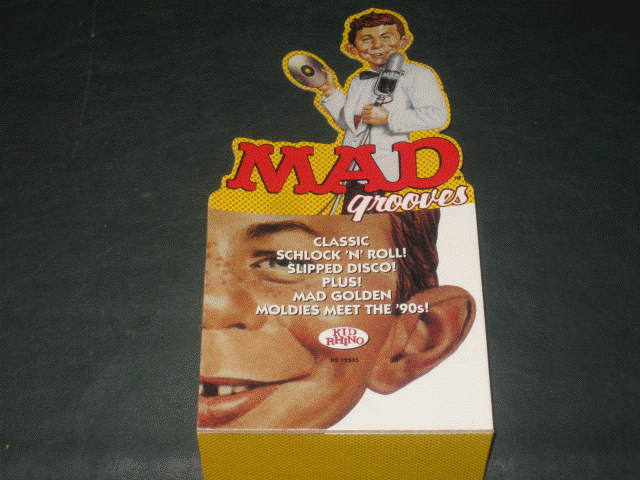 MAD
grooves
CLASSIC
SCHLOCK 'N' ROLL!
SLIPPED DISCO!
PLUS!
MAD GOLDEN
MOLDIES MEET THE '90s!
KID
RHINO